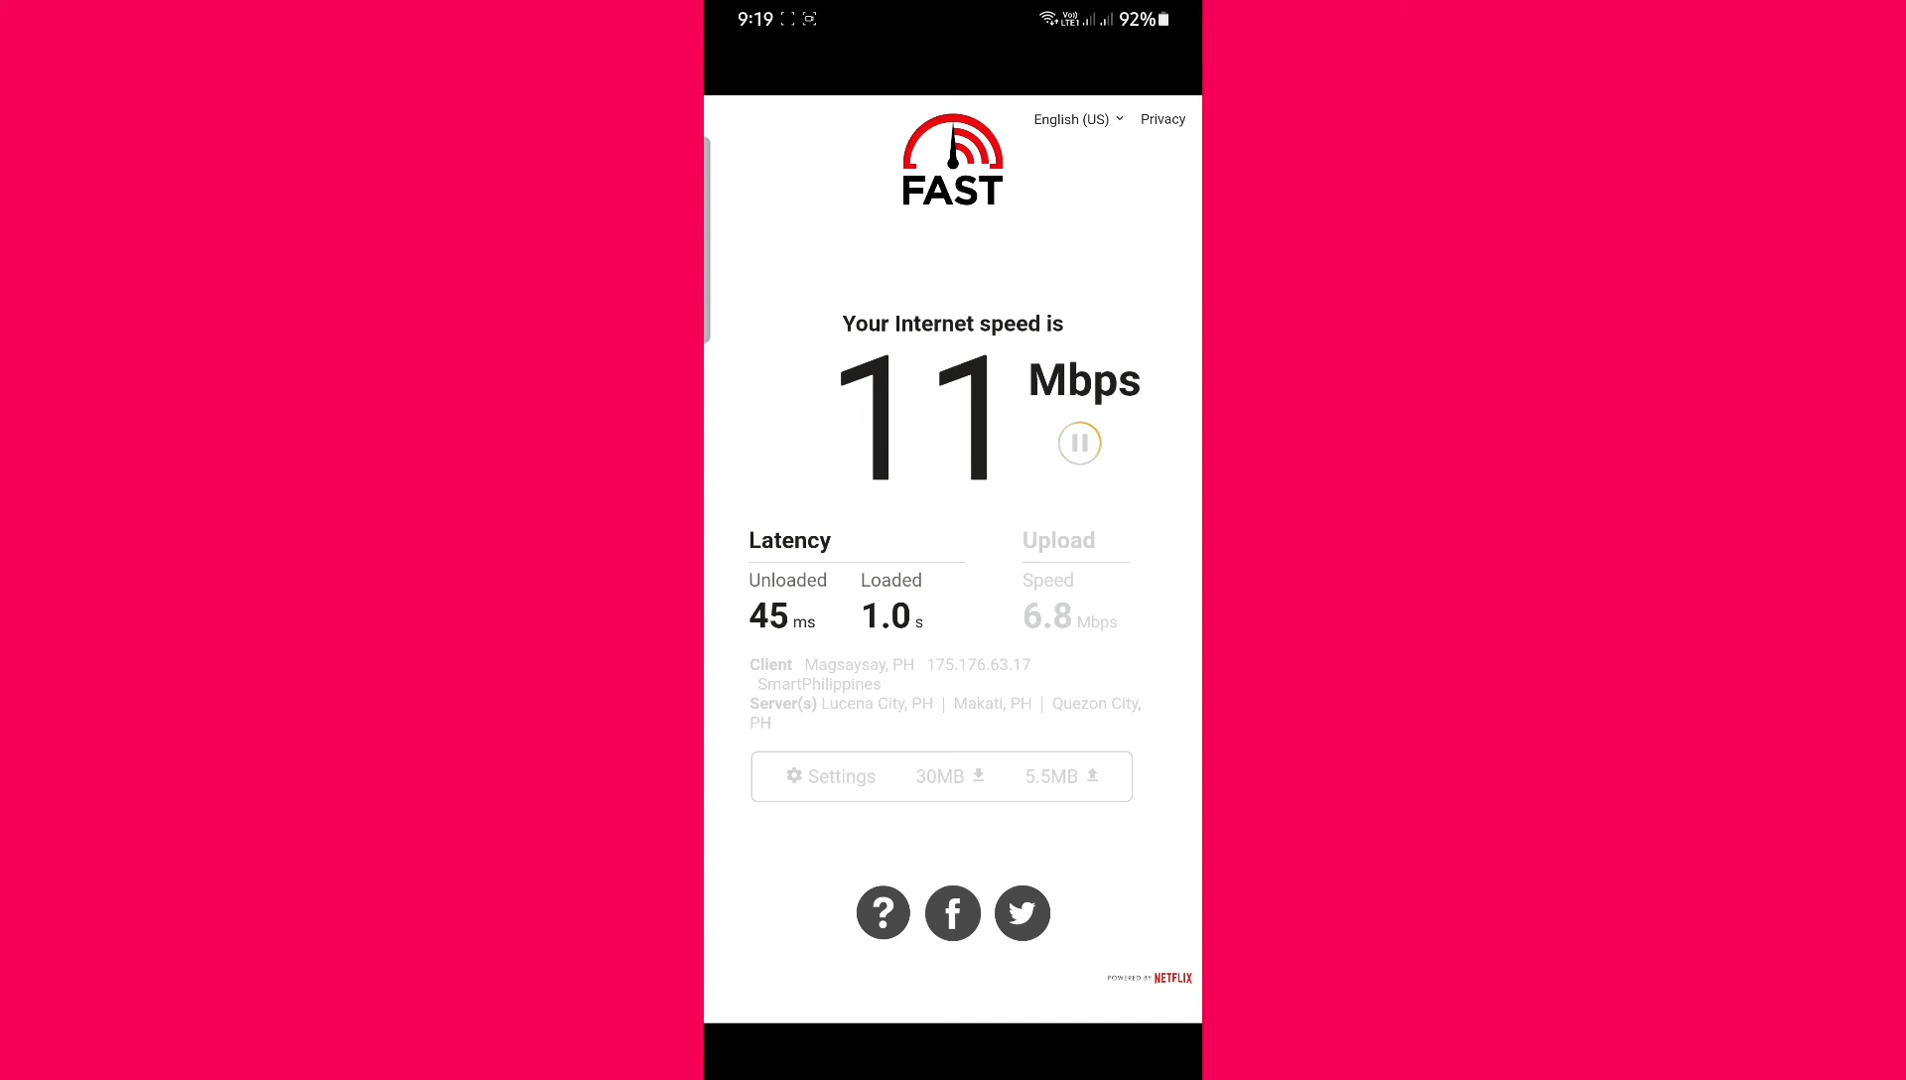 9:19 Vo) LTE1 92%
English (US) Privacy
FAST
Your Internet speed is
11 Mbps
Latency Upload
Unloaded Loaded Speed
45 ms 1.0 s 6.8 Mbps
Client Magsaysay, PH 175.176.63.17
SmartPhilippines
Server(s) Lucena City, PH | Makati, PH | Quezon City,
PH
Settings 30MB 5.5MB
POWERED BY NETFLIX